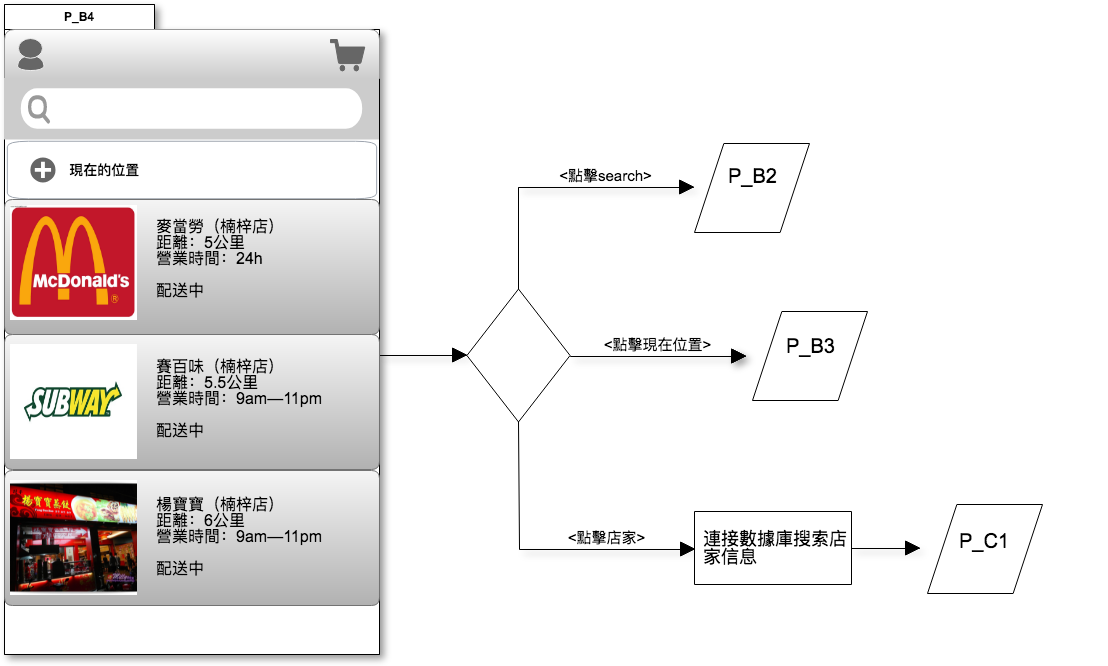 P_B4
現在的位置
McDonald's
®
麥當勞（楠梓店）
距離：5公里
營業時間：24h
配送中
SUBWAY
賽百味（楠梓店）
距離：5.5公里
營業時間：9am—11pm
配送中
楊寶寶蒸餃
楊寶寶（楠梓店）
距離：6公里
營業時間：9am—11pm
配送中
<點擊search>
P_B2
<點擊現在位置>
P_B3
<點擊店家>
連接數據庫搜索店
家信息
P_C1